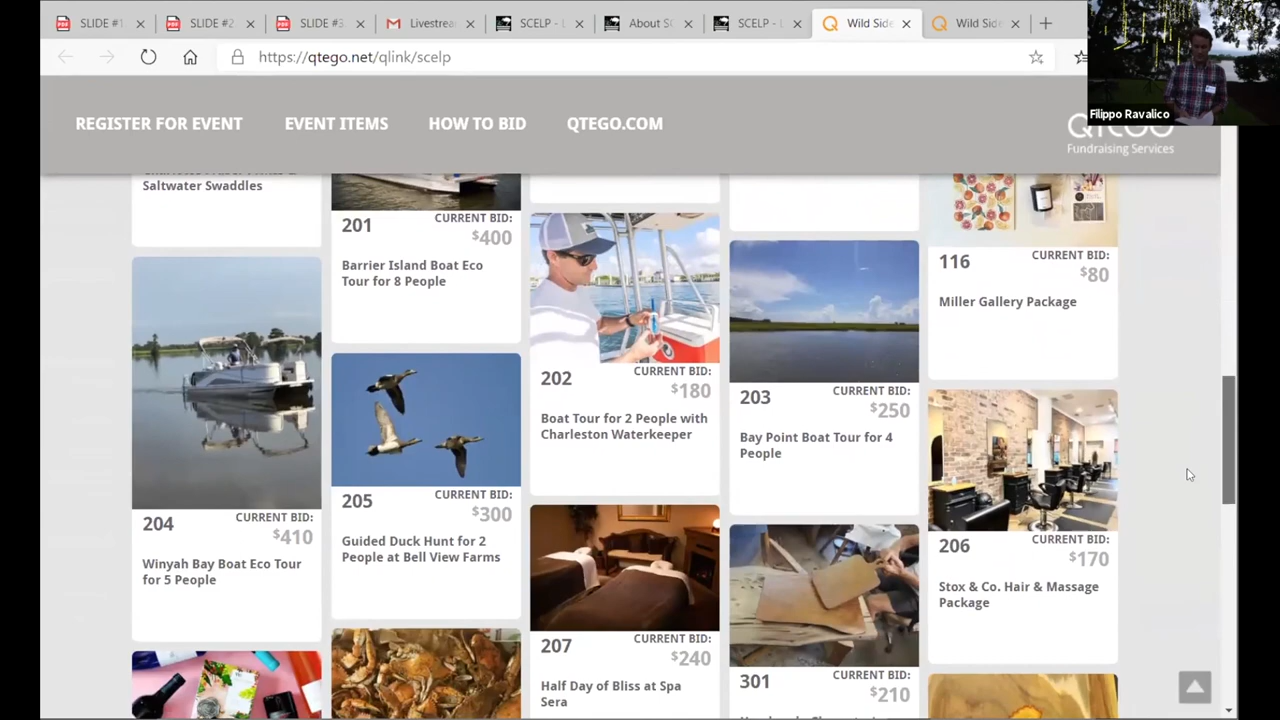 SLIDE #1
SLIDE #2
SLIDE #3
Livestrea
SCELP - L
About SC
SCELP - L
Wild Side
Wild Side
https://qtego.net/qlink/scelp
Filippo Ravalico
REGISTER FOR EVENT
EVENT ITEMS
HOW TO BID
QTEGO.COM
QTEGO
Fundraising Services
Saltwater Swaddles
201
CURRENT BID:
$400
Barrier Island Boat Eco
Tour for 8 People
116
CURRENT BID:
$80
Miller Gallery Package
202
CURRENT BID:
$180
Boat Tour for 2 People with
Charleston Waterkeeper
203
CURRENT BID:
$250
Bay Point Boat Tour for 4
People
204
CURRENT BID:
$410
Winyah Bay Boat Eco Tour
for 5 People
205
CURRENT BID:
$300
Guided Duck Hunt for 2
People at Bell View Farms
206
CURRENT BID:
$170
Stox & Co. Hair & Massage
Package
207
CURRENT BID:
$240
Half Day of Bliss at Spa
Sera
301
CURRENT BID:
$210